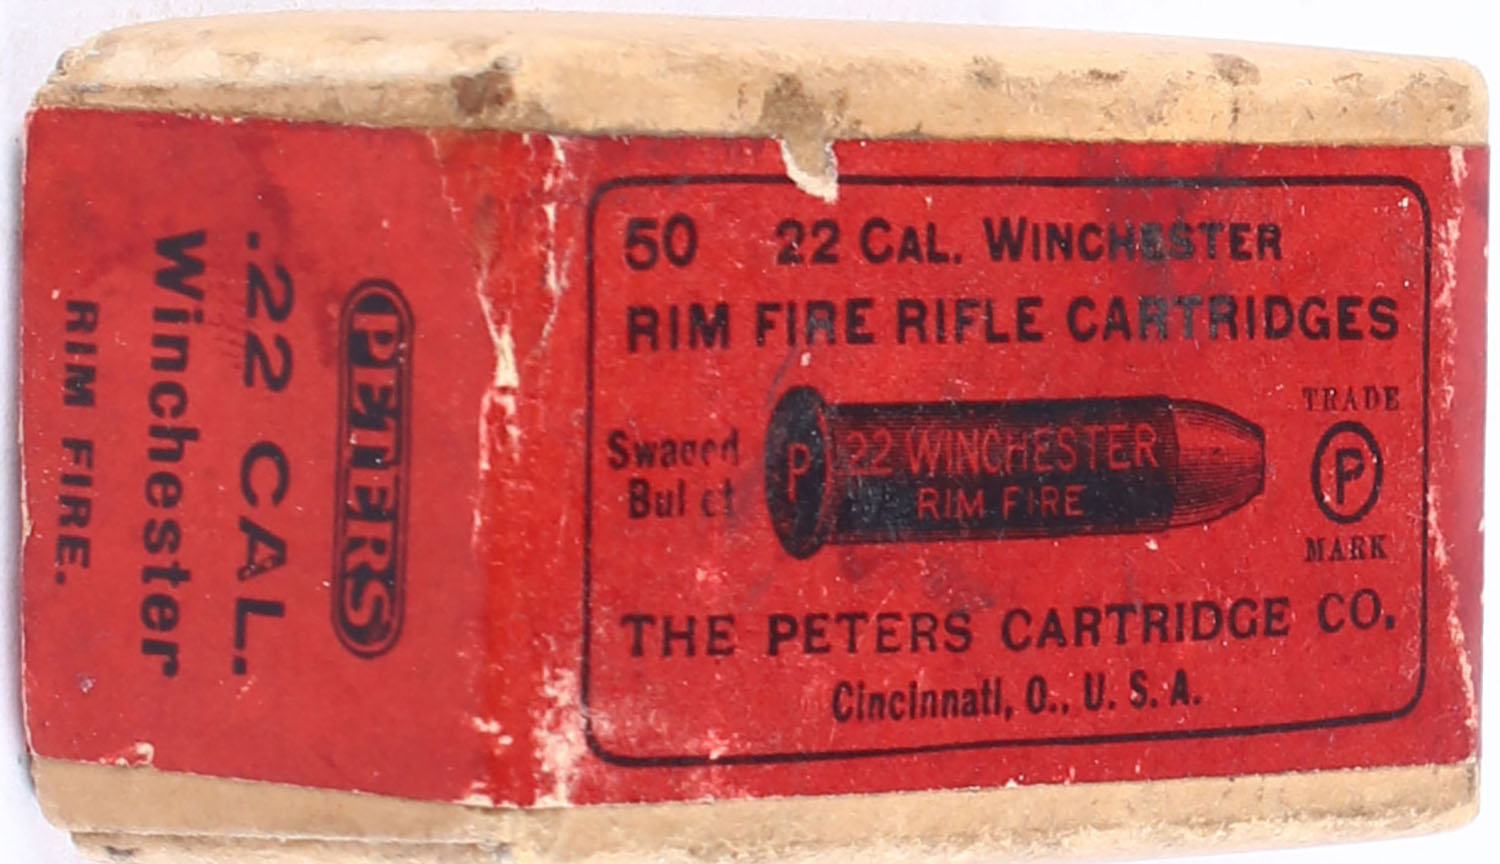 PETERS
.22 CAL.
Winchester
RIM FIRE.
50 22 CAL. WINCHESTER
RIM FIRE RIFLE CARTRIDGES
Swaged
Bullet
P
22 WINCHESTER
RIM FIRE
TRADE
P
MARK
THE PETERS CARTRIDGE CO.
Cincinnati, O., U. S. A.